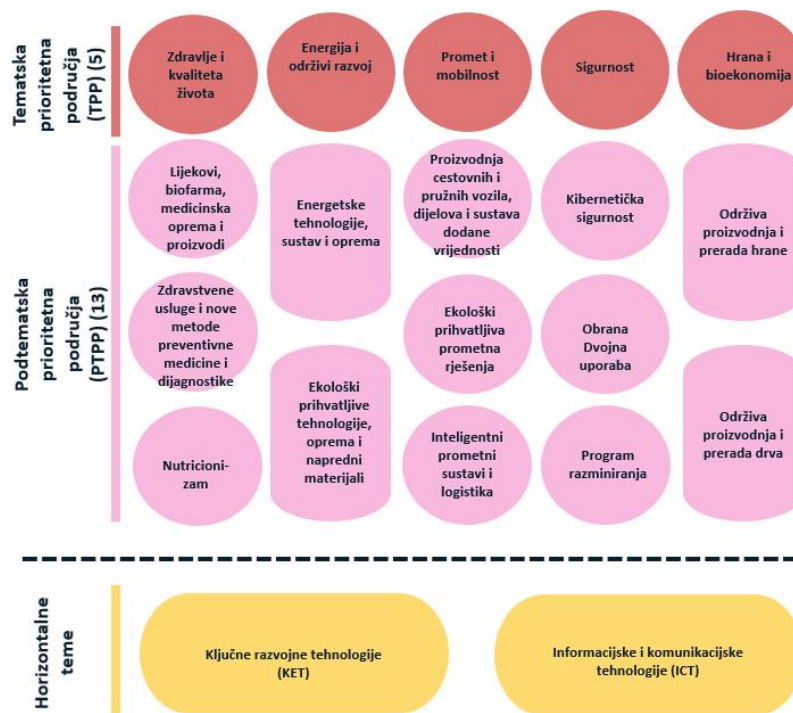 Tematska
prioritetna
područja
(TPP) (5)
Zdravlje i
kvaliteta
života
Energija i
održivi razvoj
Promet i
mobilnost
Sigurnost
Hrana i
bioekonomija
Podtematska
prioritetna
područja
(PTPP) (13)
Lijekovi,
biofarma,
medicinska
oprema i
proizvodi
Energetske
tehnologije,
sustav i oprema
Proizvodnja
cestovnih i
pružnih vozila,
dijelova i sustava
dodane
vrijednosti
Kibernetička
sigurnost
Održiva
proizvodnja i
prerada hrane
Zdravstvene
usluge i nove
metode
preventivne
medicine i
dijagnostike
Ekološki
prihvatljive
tehnologije,
oprema i
napredni
materijali
Ekološki
prihvatljiva
prometna
rješenja
Obrana
Dvojna
uporaba
Održiva
proizvodnja i
prerada drva
Nutricioni-
zam
Inteligentni
prometni
sustavi i
logistika
Program
razminiranja
Horizontalne
teme
Ključne razvojne tehnologije
(KET)
Informacijske i komunikacijske
tehnologije (ICT)